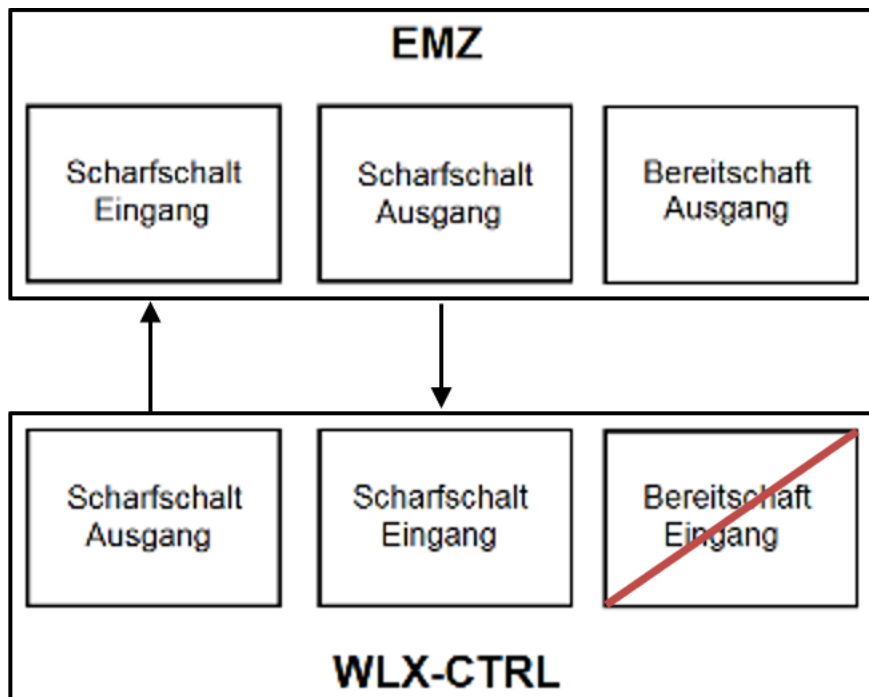 EMZ
Scharfschalt
Eingang
Scharfschalt
Ausgang
Bereitschaft
Ausgang
Scharfschalt
Ausgang
Scharfschalt
Eingang
Bereitschaft
Eingang
WLX-CTRL